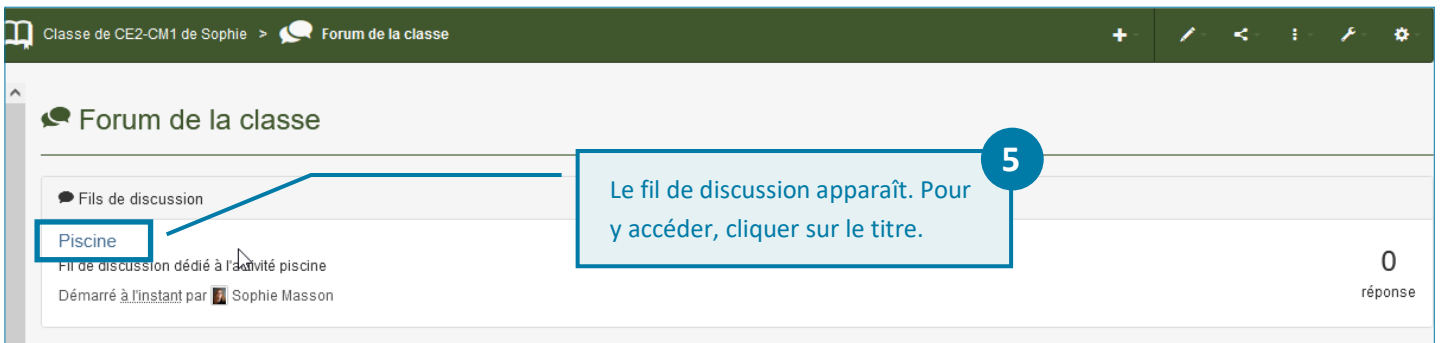 Classe de CE2-CM1 de Sophie > Forum de la classe
Forum de la classe
5
Le fil de discussion apparaît. Pour
y accéder, cliquer sur le titre.
Fils de discussion
Piscine
Fil de discussion dédié à l'activité piscine
Démarré à l'instant par Sophie Masson
0
réponse